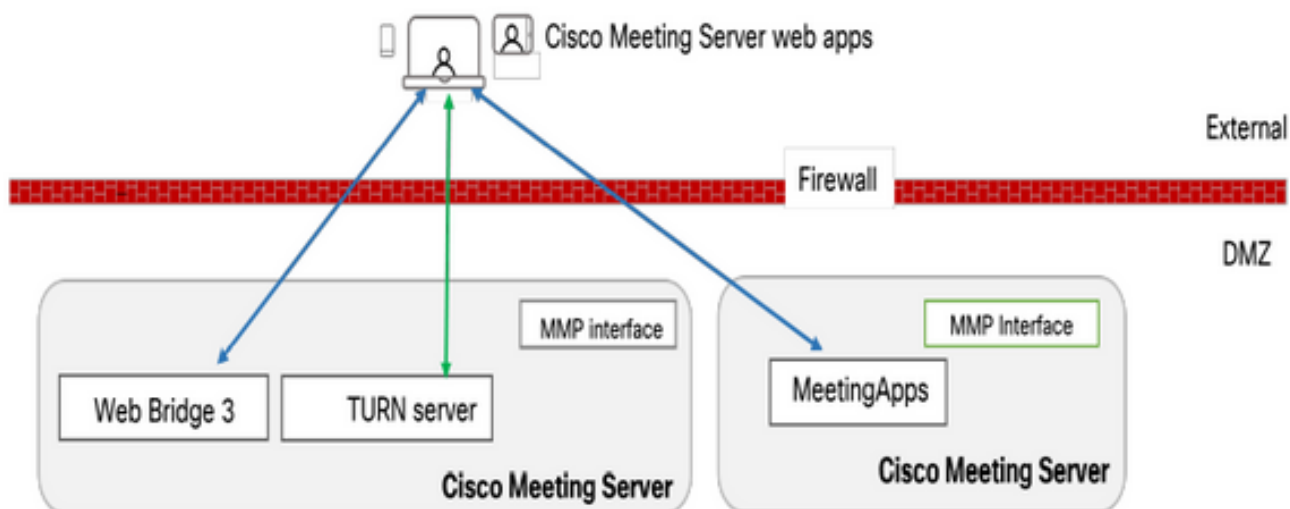 Cisco Meeting Server web apps
External
Firewall
DMZ
MMP interface
Web Bridge 3
TURN server
Cisco Meeting Server
MMP Interface
MeetingApps
Cisco Meeting Server